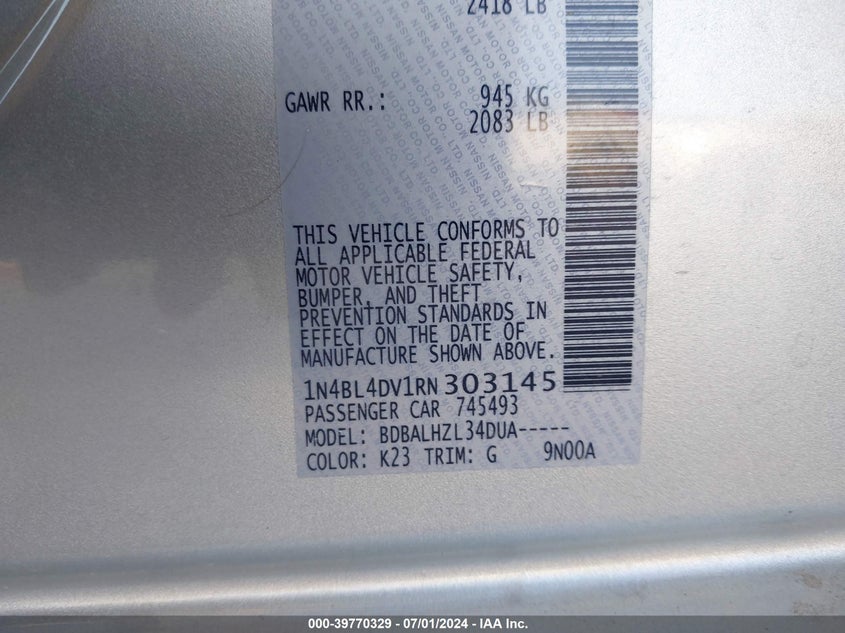 2418 LB
GAWR RR.: 945 KG
2083 LB
THIS VEHICLE CONFORMS TO
ALL APPLICABLE FEDERAL
MOTOR VEHICLE SAFETY,
BUMPER, AND THEFT
PREVENTION STANDARDS IN
EFFECT ON THE DATE OF
MANUFACTURE SHOWN ABOVE.
1N4BL4DV1RN303145
PASSENGER CAR 745493
MODEL: BDBALHZL34DUA-----
COLOR: K23 TRIM: G 9N00A
000-39770329 - 07/01/2024 - IAA Inc.